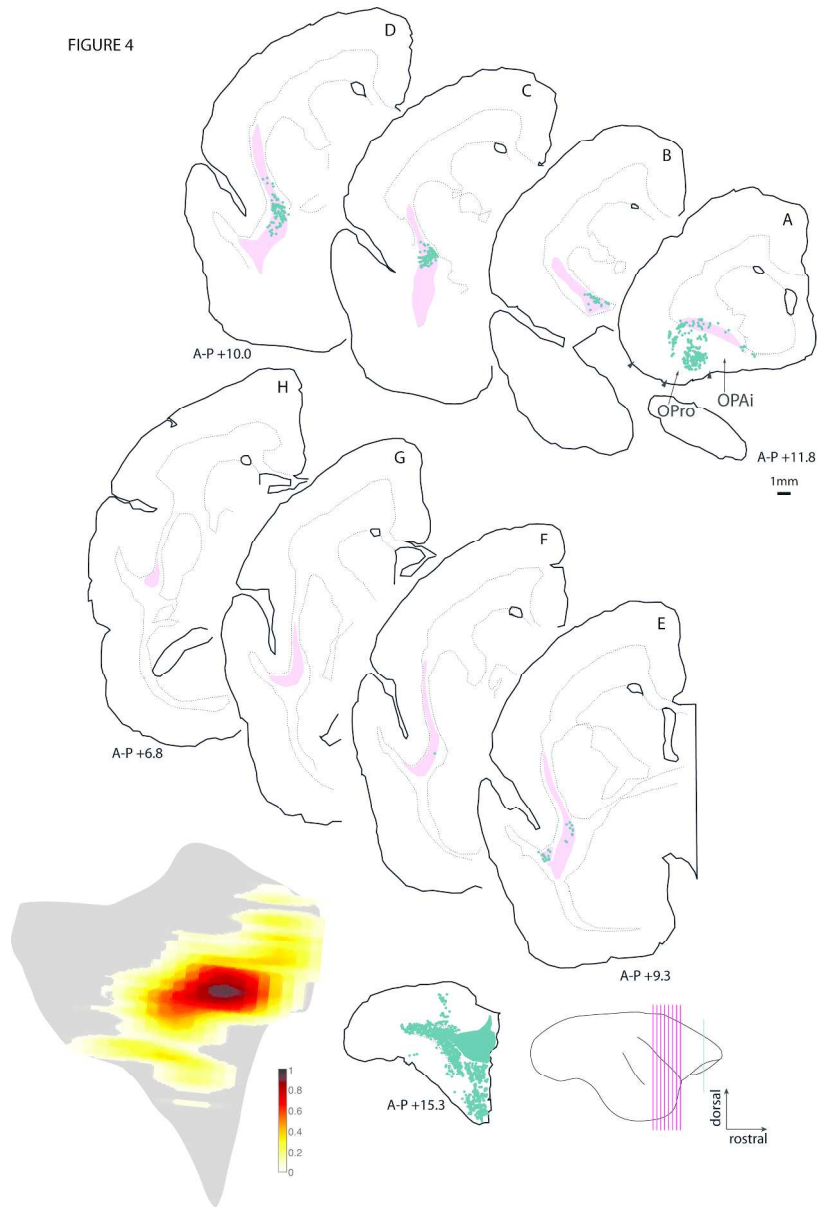 FIGURE 4
D
C
B
A
A-P +10.0
OPro
OPAi
A-P +11.8
1mm
H
G
F
E
A-P +6.8
A-P +9.3
1
0.8
0.6
0.4
0.2
0
A-P +15.3
dorsal
rostral